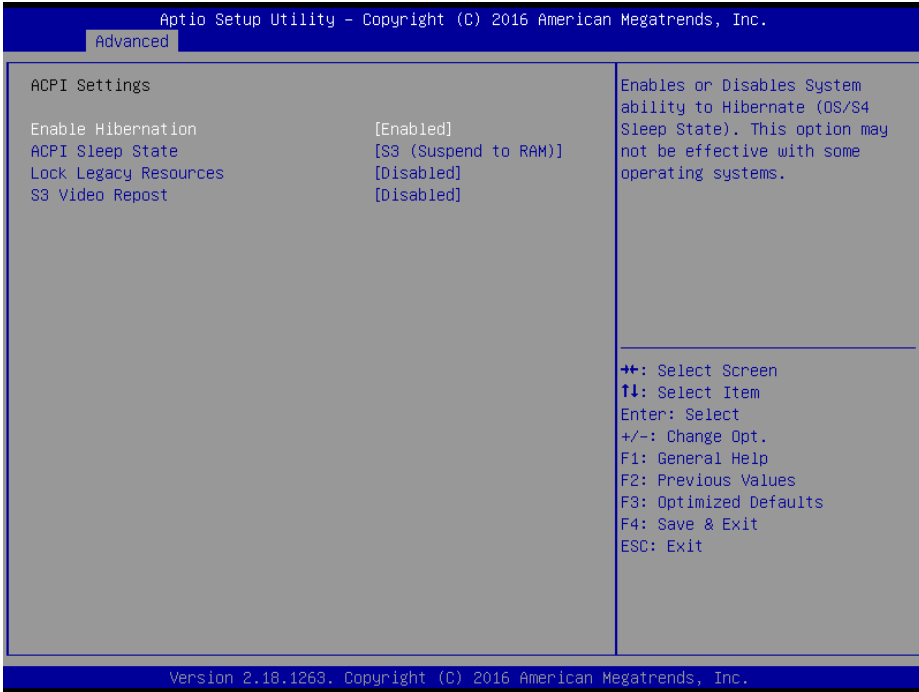 Aptio Setup Utility – Copyright (C) 2016 American Megatrends, Inc.
Advanced
ACPI Settings
Enable Hibernation [Enabled]
ACPI Sleep State [S3 (Suspend to RAM)]
Lock Legacy Resources [Disabled]
S3 Video Repost [Disabled]
Enables or Disables System
ability to Hibernate (OS/S4
Sleep State). This option may
not be effective with some
operating systems.
→←: Select Screen
↑↓: Select Item
Enter: Select
+/-: Change Opt.
F1: General Help
F2: Previous Values
F3: Optimized Defaults
F4: Save & Exit
ESC: Exit
Version 2.18.1263. Copyright (C) 2016 American Megatrends, Inc.